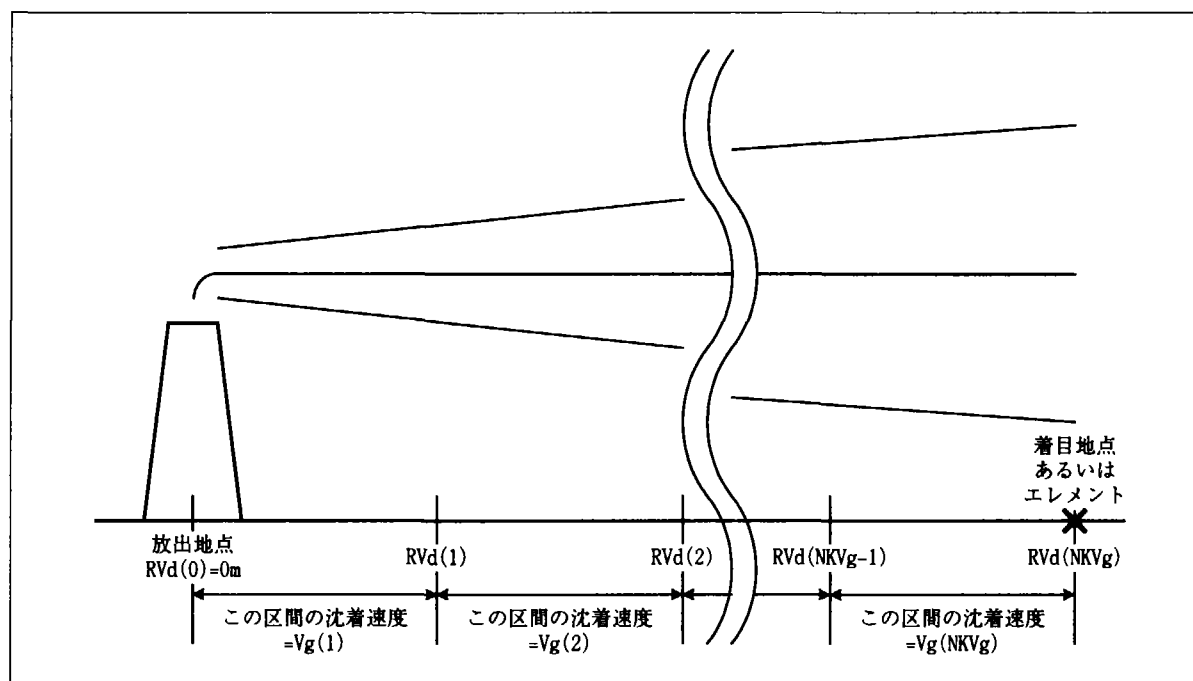 着目地点
あるいは
エレメント
放出地点
RVd(0)=0m
RVd(1)
RVd(2)
RVd(NKVg-1)
RVd(NKVg)
この区間の沈着速度
=Vg(1)
この区間の沈着速度
=Vg(2)
この区間の沈着速度
=Vg(NKVg)